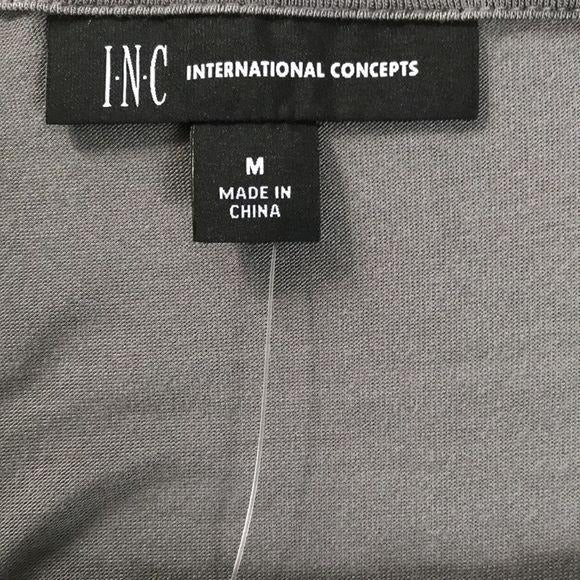 I·N·C INTERNATIONAL CONCEPTS
M
MADE IN
CHINA